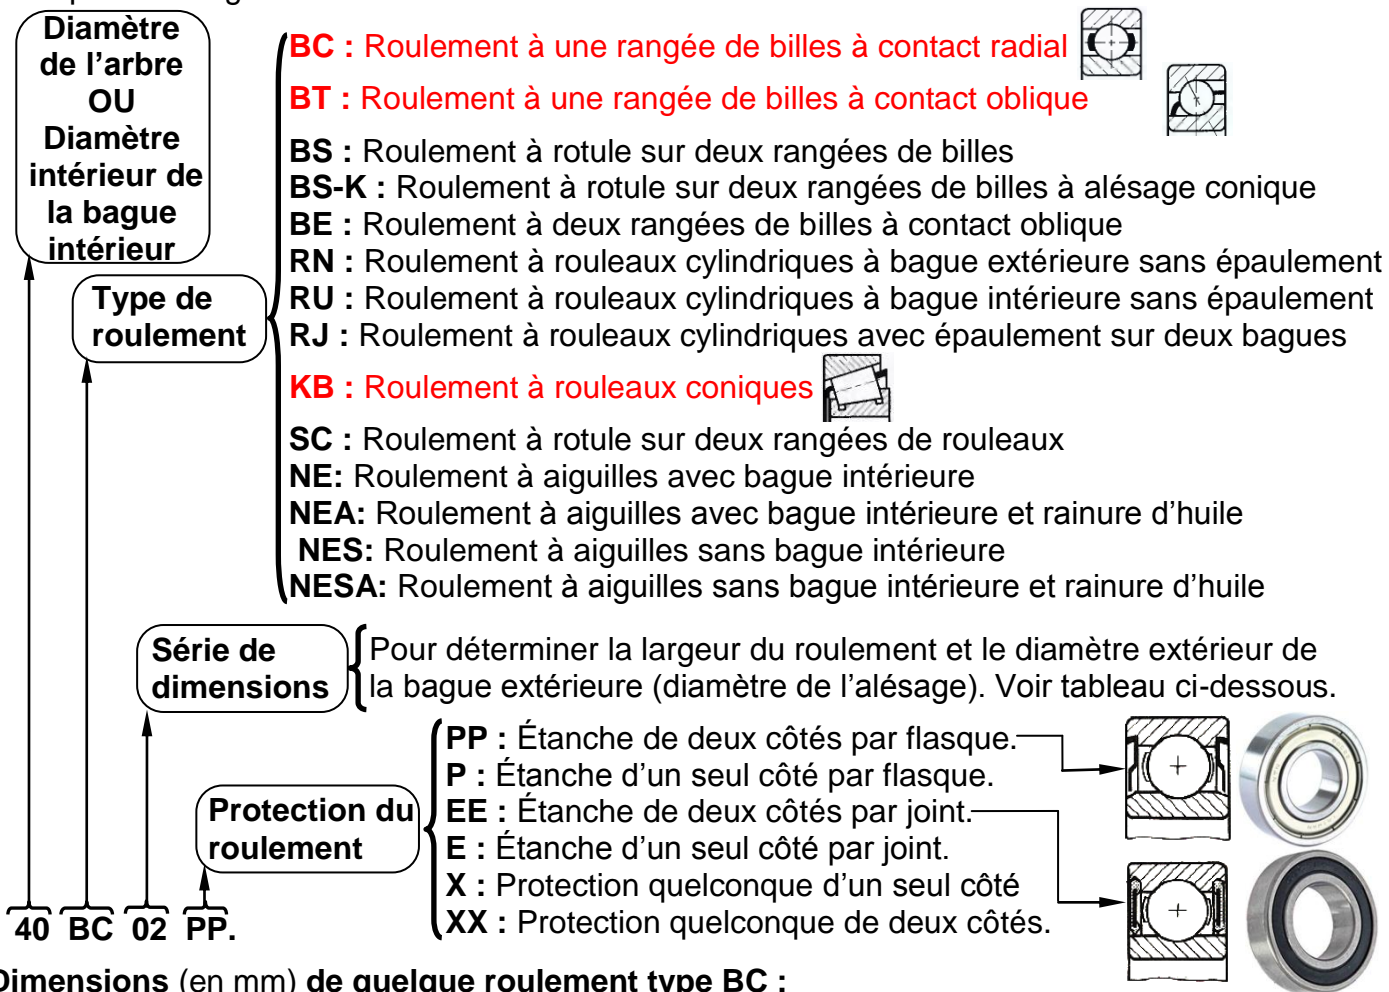 Diamètre
de l'arbre
OU
Diamètre
intérieur de
la bague
intérieur
BC : Roulement à une rangée de billes à contact radial
BT : Roulement à une rangée de billes à contact oblique
BS : Roulement à rotule sur deux rangées de billes
BS-K : Roulement à rotule sur deux rangées de billes à alésage conique
BE : Roulement à deux rangées de billes à contact oblique
RN : Roulement à rouleaux cylindriques à bague extérieure sans épaulement
Type de
roulement
RU : Roulement à rouleaux cylindriques à bague intérieure sans épaulement
RJ : Roulement à rouleaux cylindriques avec épaulement sur deux bagues
KB : Roulement à rouleaux coniques
SC : Roulement à rotule sur deux rangées de rouleaux
NE: Roulement à aiguilles avec bague intérieure
NEA: Roulement à aiguilles avec bague intérieure et rainure d'huile
NES: Roulement à aiguilles sans bague intérieure
NESA: Roulement à aiguilles sans bague intérieure et rainure d'huile
Série de
dimensions
Pour déterminer la largeur du roulement et le diamètre extérieur de
la bague extérieure (diamètre de l'alésage). Voir tableau ci-dessous.
Protection du
roulement
PP : Étanche de deux côtés par flasque.
P : Étanche d'un seul côté par flasque.
EE : Étanche de deux côtés par joint.
E : Étanche d'un seul côté par joint.
X : Protection quelconque d'un seul côté
XX : Protection quelconque de deux côtés.
40 BC 02 PP.
Dimensions (en mm) de quelque roulement type BC :